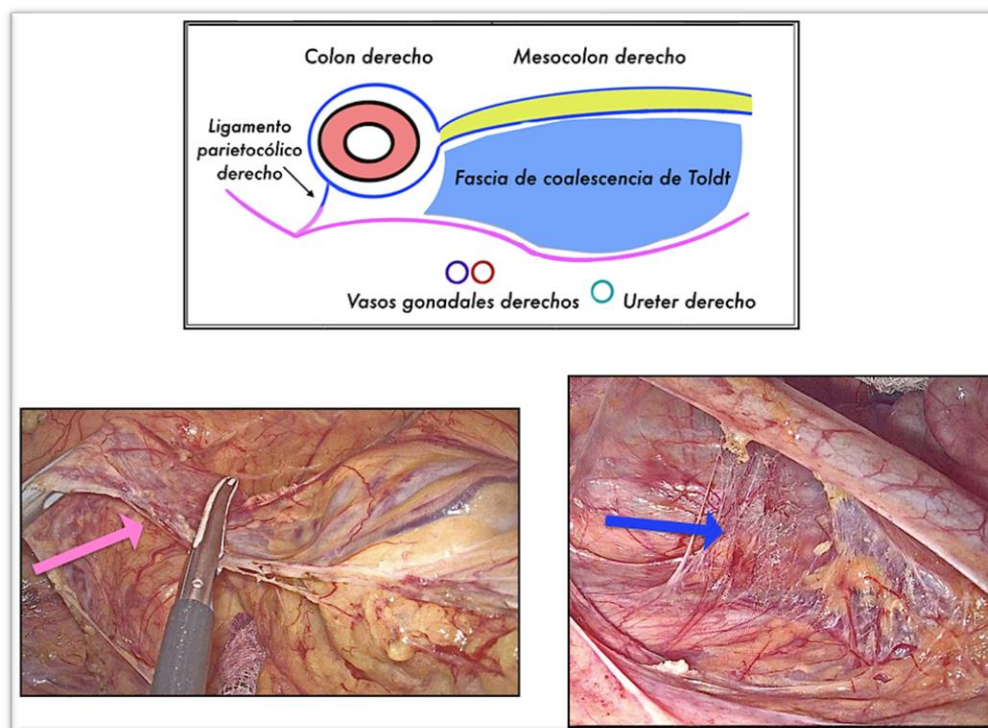 Colon derecho
Mesocolon derecho
Ligamento
parietocólico
derecho
Fascia de coalescencia de Toldt
Vasos gonadales derechos
Ureter derecho